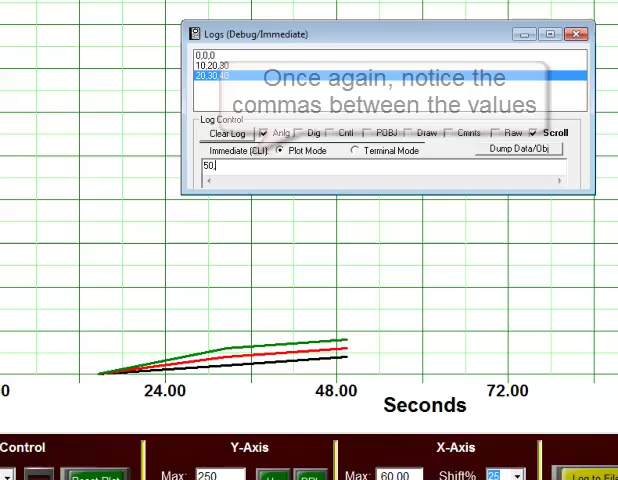 Logs (Debug/Immediate)
0,0,0
10,20,30
20,30,40
Once again, notice the
commas between the values
Log Control
Clear Log Anlg Dig Cntl POBJ Draw Cmnts Raw Scroll
Immediate (CLI): Plot Mode Terminal Mode Dump Data/Obj
50,
24.00 48.00 72.00
Seconds
Control Y-Axis X-Axis
Reset Plot Max: 250 Max: 60.00 Shift% 25 Log to File